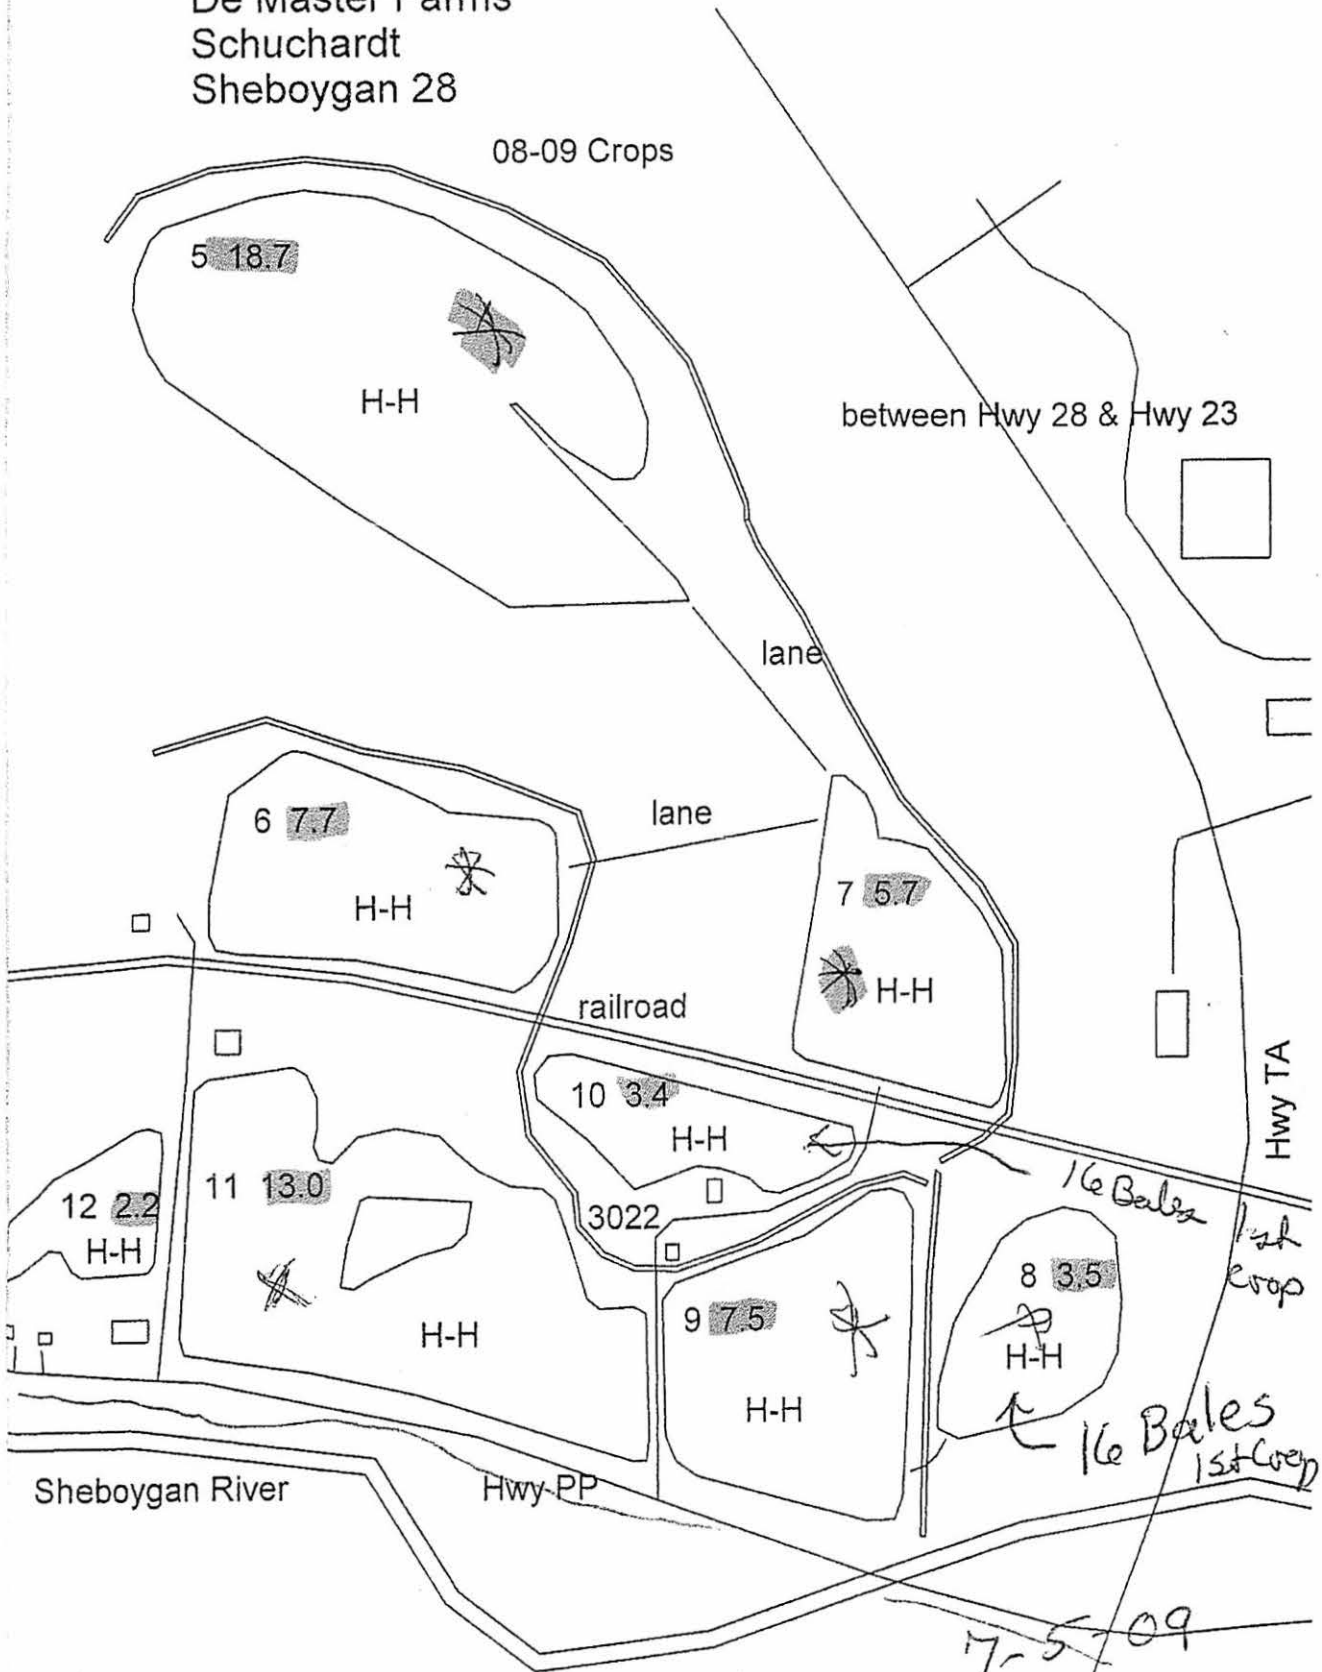 De Master Farms
Schuchardt
Sheboygan 28
08-09 Crops
5 18.7
H-H
between Hwy 28 & Hwy 23
lane
lane
6 7.7
H-H
7 5.7
H-H
railroad
Hwy TA
10 3.4
H-H
16 Bales 1st
crop
12 2.2
H-H
11 13.0
H-H
3022
9 7.5
H-H
8 3.5
H-H
16 Bales
1st Crop
Sheboygan River
Hwy PP
7-5-09